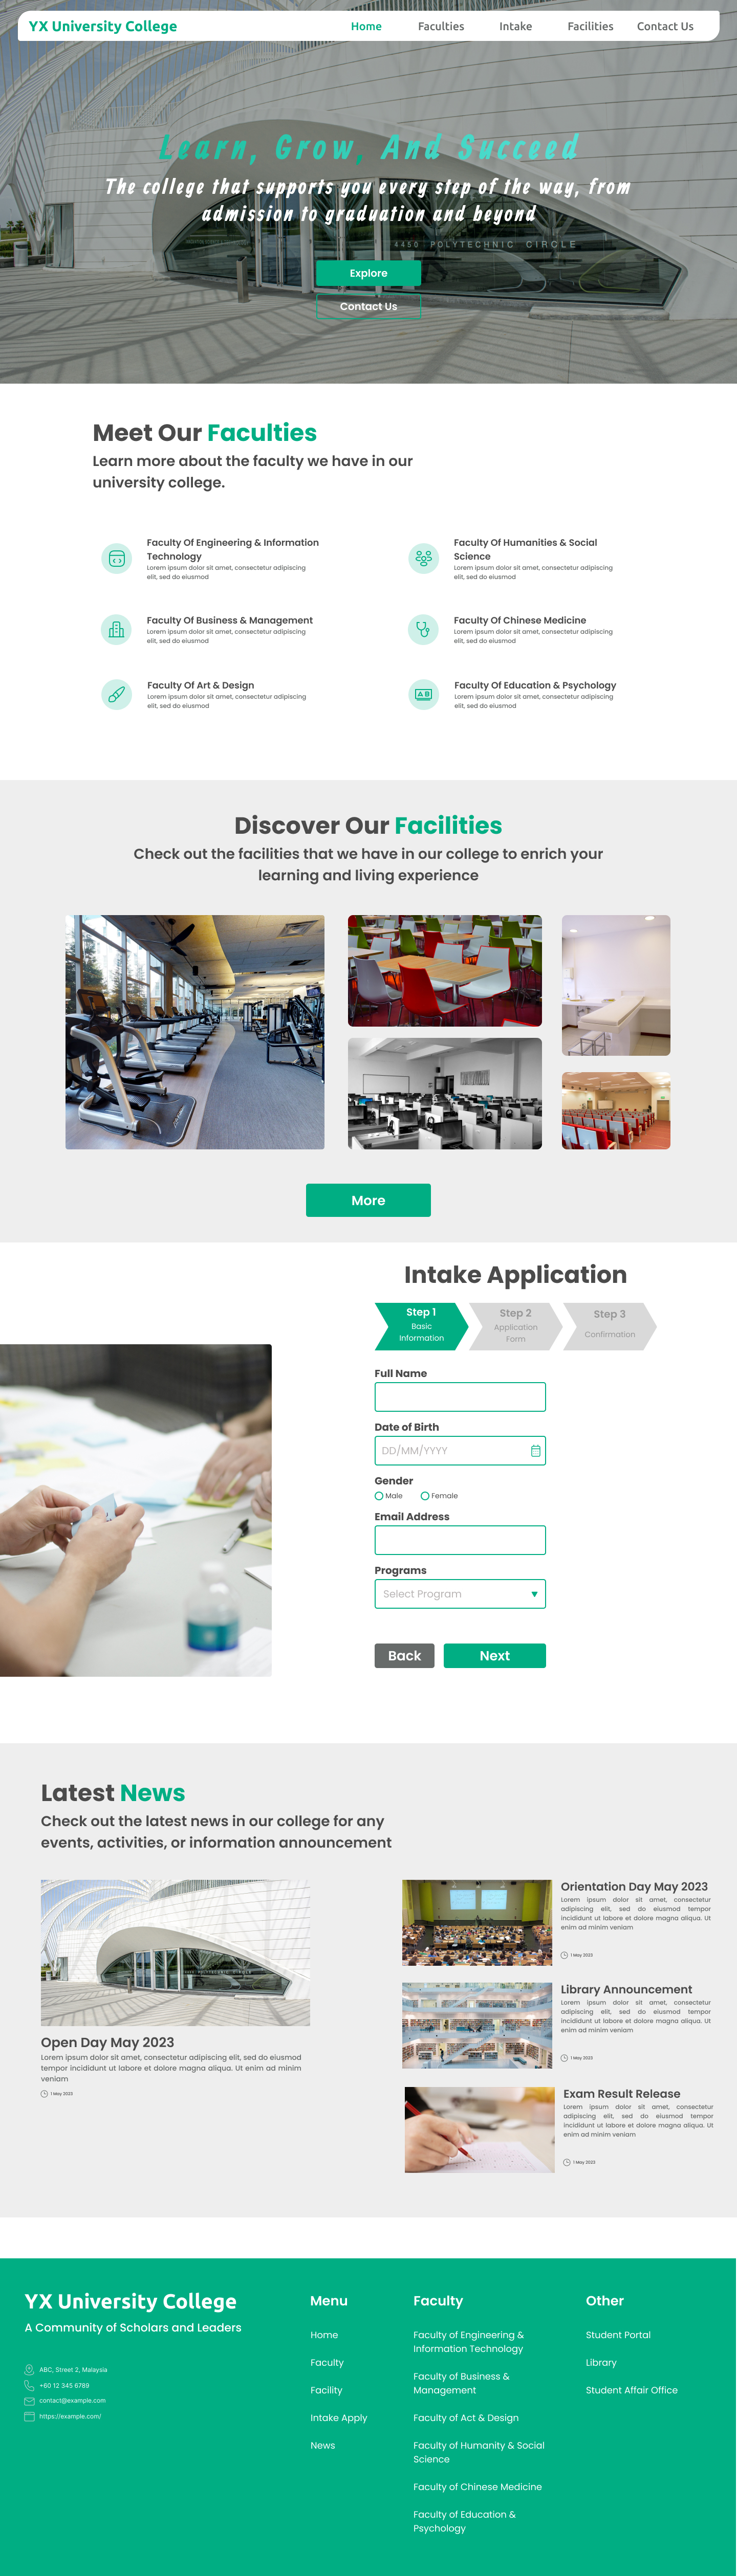 YX University College
Home
Faculties
Intake
Facilities
Contact Us
Learn, Grow, And Succeed
The college that supports you every step of the way, from
admission to graduation and beyond
4450 POLYTECHNIC CIRCLE
Explore
Contact Us
Meet Our Faculties
Learn more about the faculty we have in our
university college.
Faculty Of Engineering & Information
Technology
Lorem ipsum dolor sit amet, consectetur adipiscing
elit, sed do eiusmod
Faculty Of Humanities & Social
Science
Lorem ipsum dolor sit amet, consectetur adipiscing
elit, sed do eiusmod
Faculty Of Business & Management
Lorem ipsum dolor sit amet, consectetur adipiscing
elit, sed do eiusmod
Faculty Of Chinese Medicine
Lorem ipsum dolor sit amet, consectetur adipiscing
elit, sed do eiusmod
Faculty Of Art & Design
Lorem ipsum dolor sit amet, consectetur adipiscing
elit, sed do eiusmod
AB
Faculty Of Education & Psychology
Lorem ipsum dolor sit amet, consectetur adipiscing
elit, sed do eiusmod
Discover Our Facilities
Check out the facilities that we have in our college to enrich your
learning and living experience
More
Intake Application
Step 1
Basic
Information
Step 2
Application
Form
Step 3
Confirmation
Full Name
Date of Birth
DD/MM/YYYY
Gender
Male
Female
Email Address
Programs
Select Program
Back
Next
Latest News
Check out the latest news in our college for any
events, activities, or information announcement
Open Day May 2023
Lorem ipsum dolor sit amet, consectetur adipiscing elit, sed do eiusmod
tempor incididunt ut labore et dolore magna aliqua. Ut enim ad minim
veniam
1 May 2023
Orientation Day May 2023
Lorem ipsum dolor sit amet, consectetur
adipiscing elit, sed do eiusmod tempor
incididunt ut labore et dolore magna aliqua. Ut
enim ad minim veniam
1 May 2023
Library Announcement
Lorem ipsum dolor sit amet, consectetur
adipiscing elit, sed do eiusmod tempor
incididunt ut labore et dolore magna aliqua. Ut
enim ad minim veniam
1 May 2023
Exam Result Release
Lorem ipsum dolor sit amet, consectetur
adipiscing elit, sed do eiusmod tempor
incididunt ut labore et dolore magna aliqua. Ut
enim ad minim veniam
1 May 2023
YX University College
A Community of Scholars and Leaders
ABC, Street 2, Malaysia
+60 12 345 6789
contact@example.com
https://example.com/
Menu
Home
Faculty
Facility
Intake Apply
News
Faculty
Faculty of Engineering &
Information Technology
Faculty of Business &
Management
Faculty of Act & Design
Faculty of Humanity & Social
Science
Faculty of Chinese Medicine
Faculty of Education &
Psychology
Other
Student Portal
Library
Student Affair Office